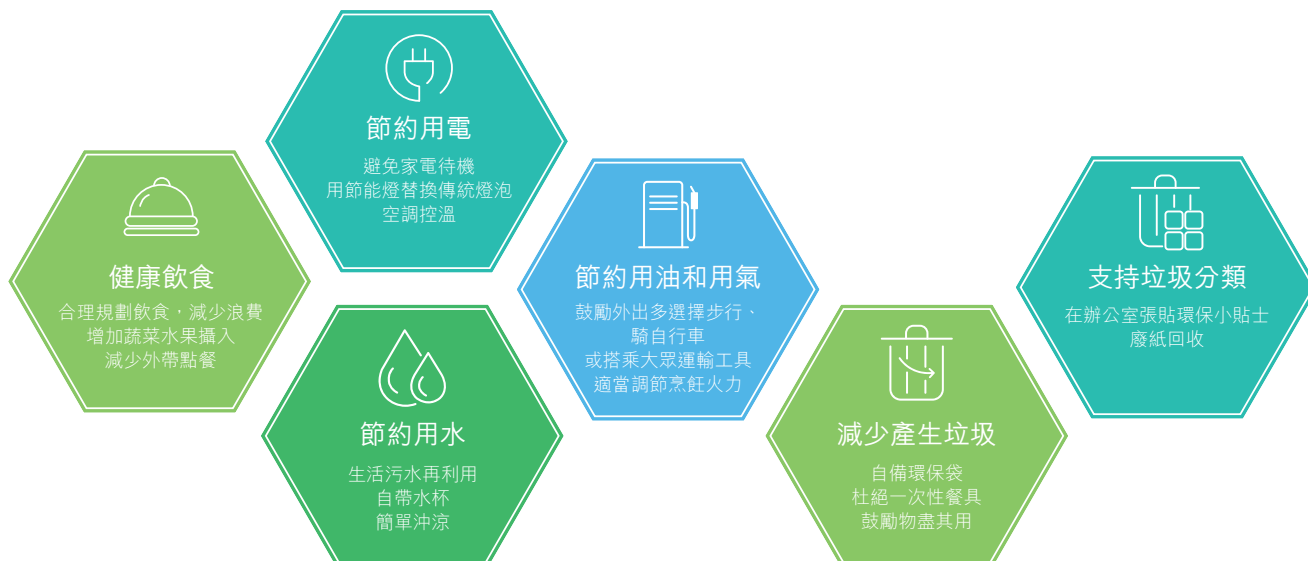 健康飲食
合理規劃飲食，減少浪費
增加蔬菜水果攝入
減少外帶點餐
節約用電
避免家電待機
用節能燈替換傳統燈泡
空調控溫
節約用水
生活污水再利用
自帶水杯
簡單沖涼
節約用油和用氣
鼓勵外出多選擇步行、
騎自行車
或搭乘大眾運輸工具
適當調節烹飪火力
減少產生垃圾
自備環保袋
杜絕一次性餐具
鼓勵物盡其用
支持垃圾分類
在辦公室張貼環保小貼士
廢紙回收